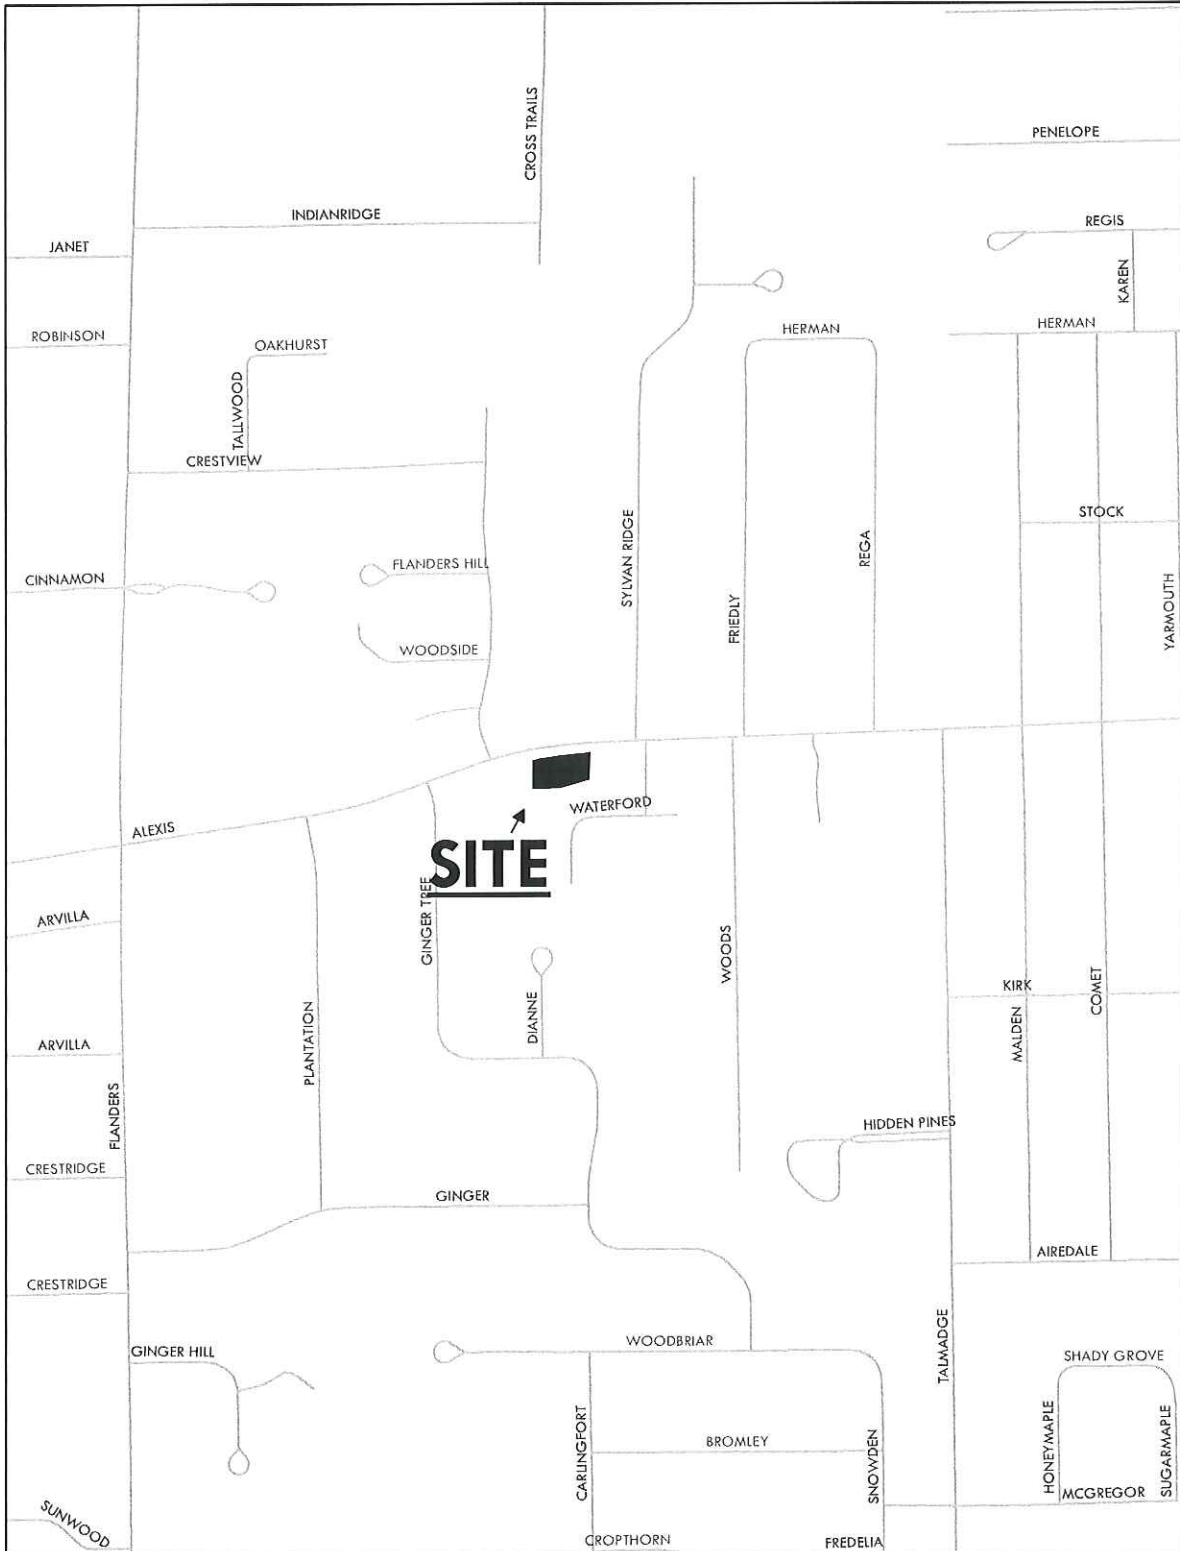 CROSS TRAILS
PENELOPE
INDIANRIDGE
REGIS
JANET
KAREN
ROBINSON
OAKHURST
HERMAN
HERMAN
TALLWOOD
CRESTVIEW
STOCK
SYLVAN RIDGE
REGA
FLANDERS HILL
CINNAMON
FRIEDLY
YARMOUTH
WOODSIDE
WATERFORD
ALEXIS
SITE
GINGER TREE
ARVILLA
WOODS
KIRK
COMET
DIANNE
MALDEN
PLANTATION
ARVILLA
FLANDERS
HIDDEN PINES
CRESTRIDGE
GINGER
AIREDALE
CRESTRIDGE
WOODBRIAR
GINGER HILL
TALMADGE
SHADY GROVE
CARLINGFORT
BROMLEY
SNOWDEN
HONEYMAPLE
SUGARMAPLE
MCGREGOR
SUNWOOD
CROPTHORN
FREDELIA